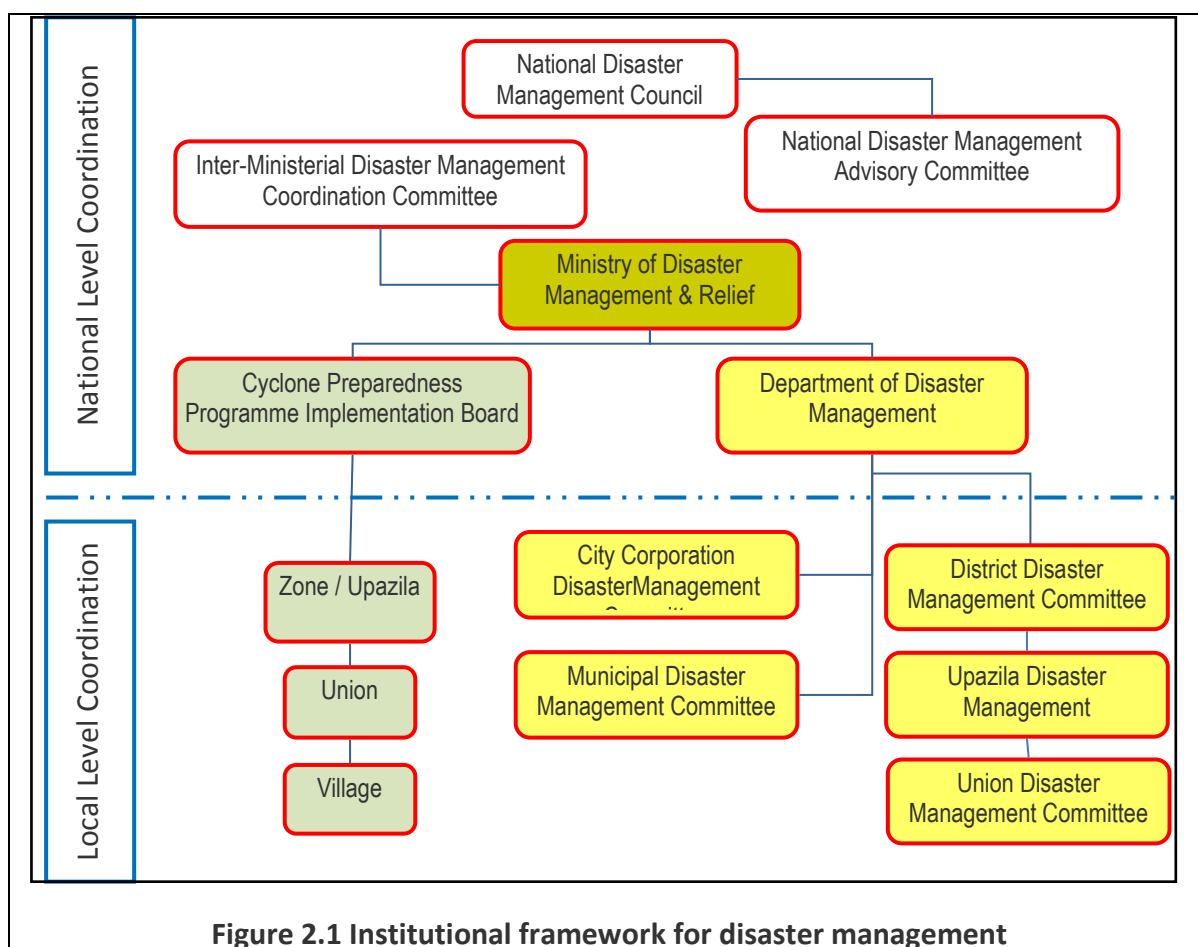 National Level Coordination
National Disaster
Management Council
National Disaster Management
Advisory Committee
Inter-Ministerial Disaster Management
Coordination Committee
Ministry of Disaster
Management & Relief
Cyclone Preparedness
Programme Implementation Board
Department of Disaster
Management
Local Level Coordination
Zone / Upazila
Union
Village
City Corporation
DisasterManagement
Municipal Disaster
Management Committee
District Disaster
Management Committee
Upazila Disaster
Management
Union Disaster
Management Committee
Figure 2.1 Institutional framework for disaster management